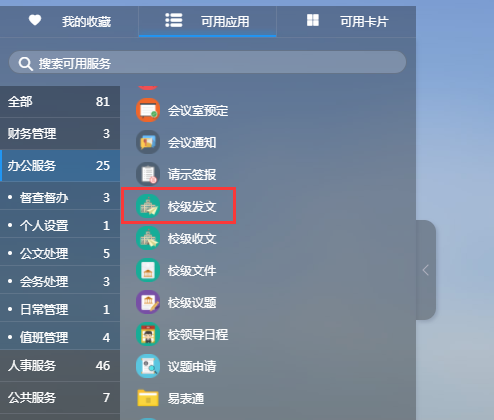 我的收藏 可用应用 可用卡片
搜索可用服务
全部 81
财务管理 3
办公服务 25
督查督办 3
个人设置 1
公文处理 5
会务处理 3
日常管理 1
值班管理 4
人事服务 46
公共服务 7
会议室预定
会议通知
请示签报
校级发文
校级收文
校级文件
校级议题
校领导日程
议题申请
易表通